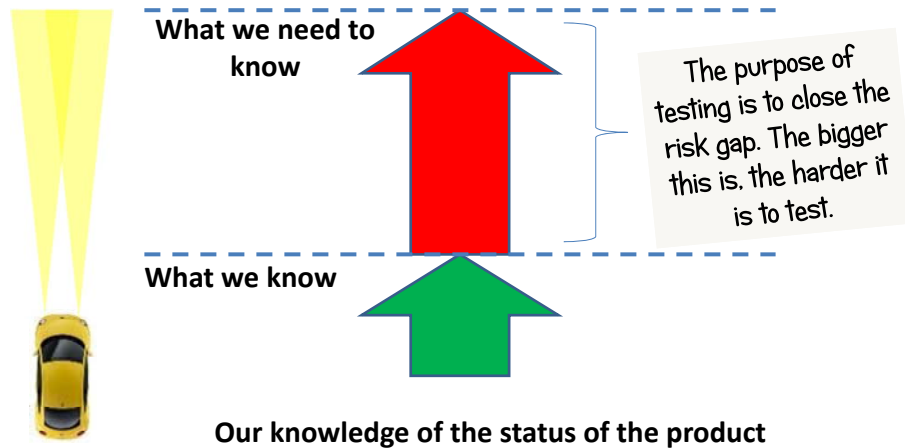 What we need to
know
The purpose of
testing is to close the
risk gap. The bigger
this is, the harder it
is to test.
What we know
Our knowledge of the status of the product